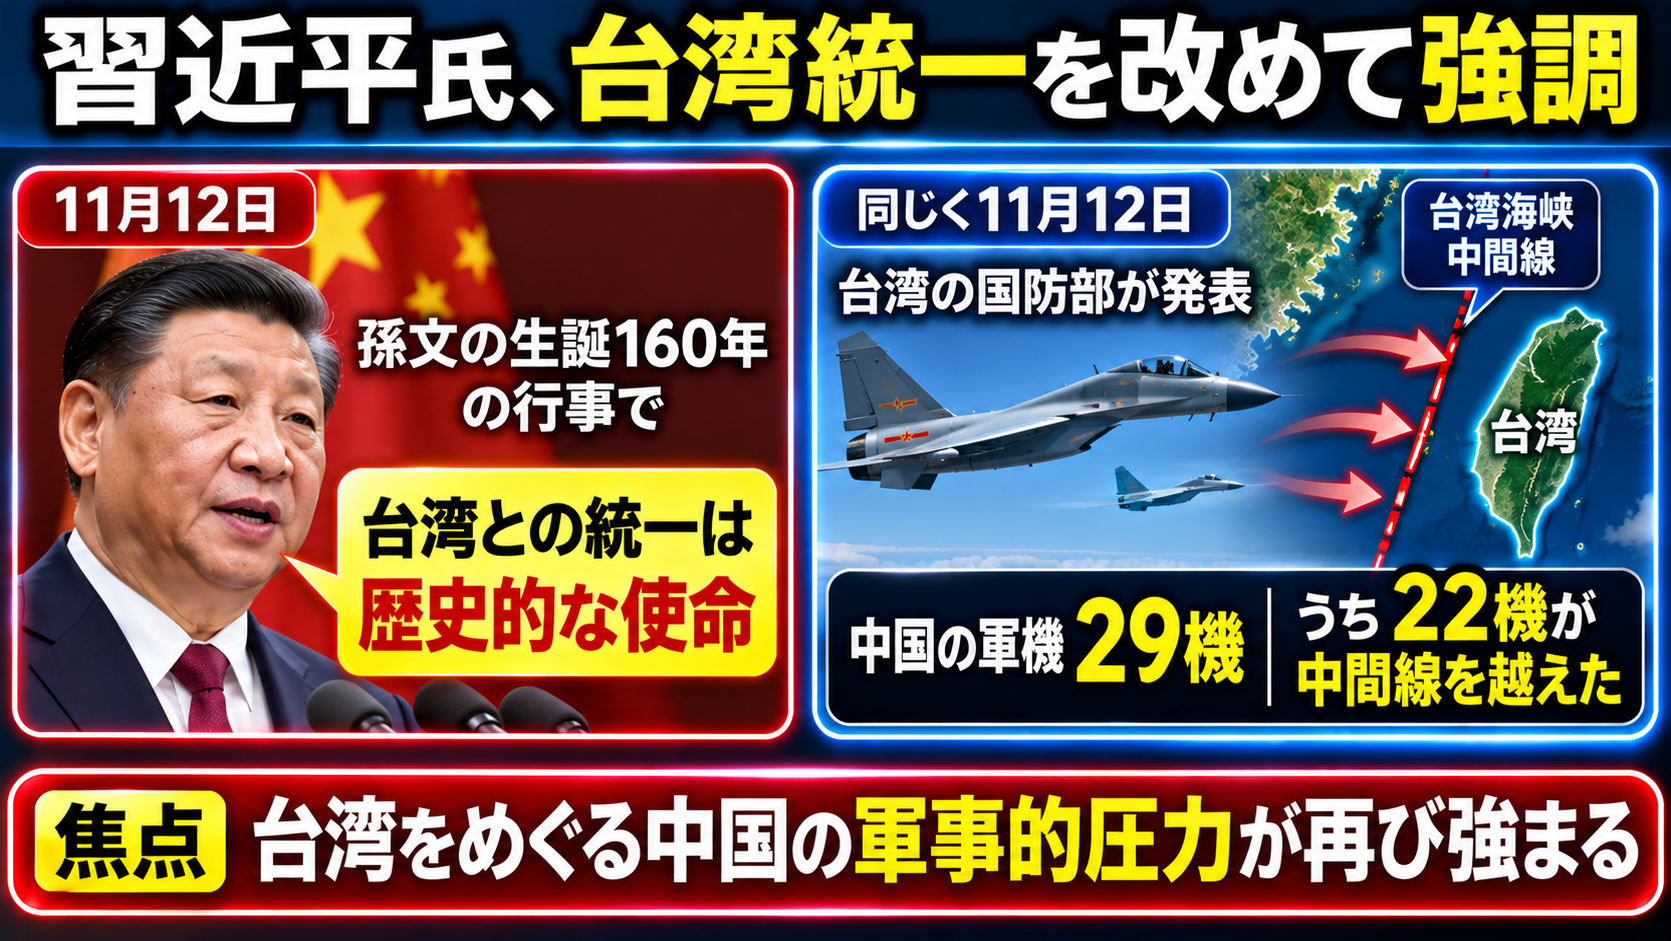 習近平氏、台湾統一を改めて強調
11月12日
孫文の生誕160年
の行事で
台湾との統一は
歴史的な使命
同じく11月12日
台湾の国防部が発表
台湾海峡
中間線
台湾
中国の軍機29機
うち22機が
中間線を越えた
焦点
台湾をめぐる中国の軍事的圧力が再び強まる